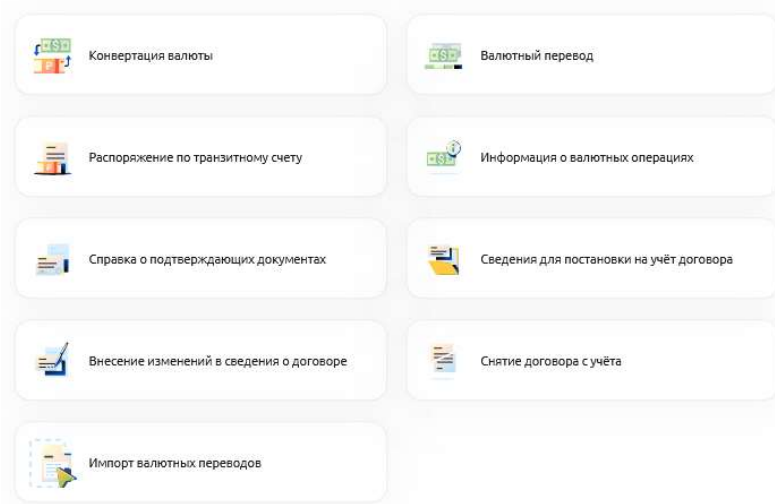 Конвертация валюты
Валютный перевод
Распоряжение по транзитному счету
Информация о валютных операциях
Справка о подтверждающих документах
Сведения для постановки на учёт договора
Внесение изменений в сведения о договоре
Снятие договора с учёта
Импорт валютных переводов